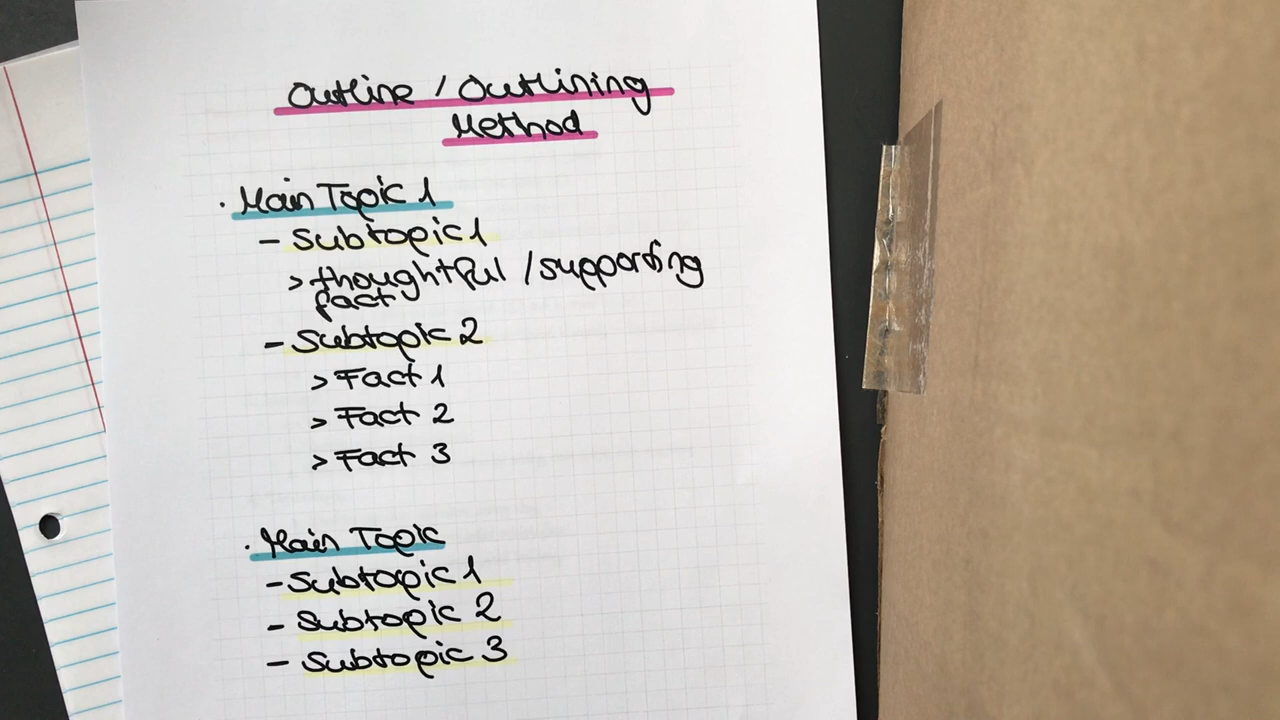 Outline / Outlining
Method
· Main Topic 1
- Subtopic 1
> thoughtful / supporting
fact
- Subtopic 2
> Fact 1
> Fact 2
> Fact 3
· Main Topic
- Subtopic 1
- Subtopic 2
- Subtopic 3